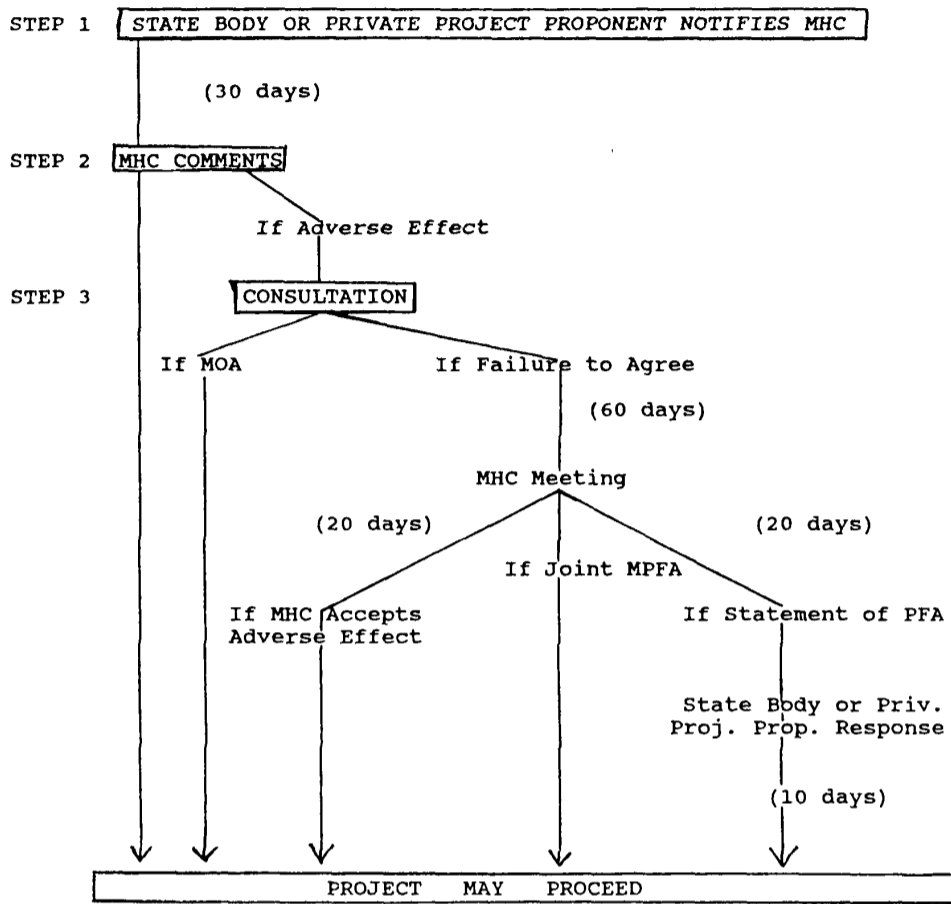 STEP 1 STATE BODY OR PRIVATE PROJECT PROPONENT NOTIFIES MHC
(30 days)
STEP 2 MHC COMMENTS
If Adverse Effect
STEP 3 CONSULTATION
If MOA If Failure to Agree
(60 days)
MHC Meeting
(20 days) (20 days)
If Joint MPFA
If MHC Accepts If Statement of PFA
Adverse Effect
State Body or Priv.
Proj. Prop. Response
(10 days)
PROJECT MAY PROCEED